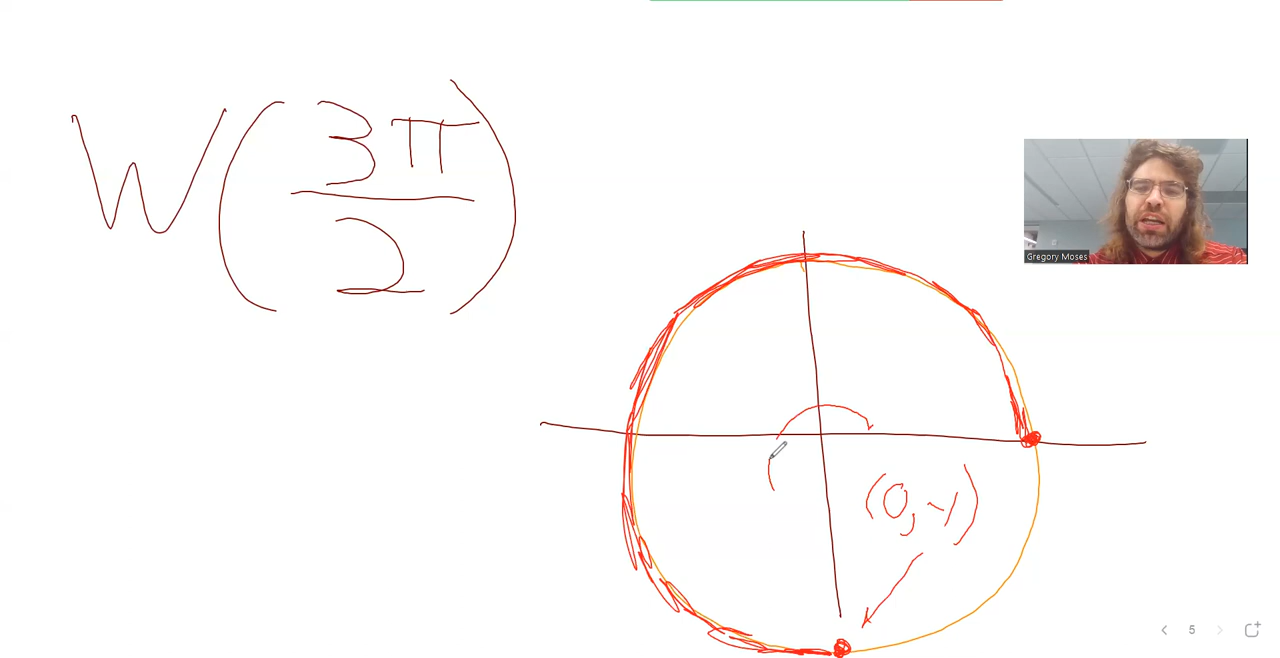 W(3π/2)
Gregory Moses
(0, -1)
5